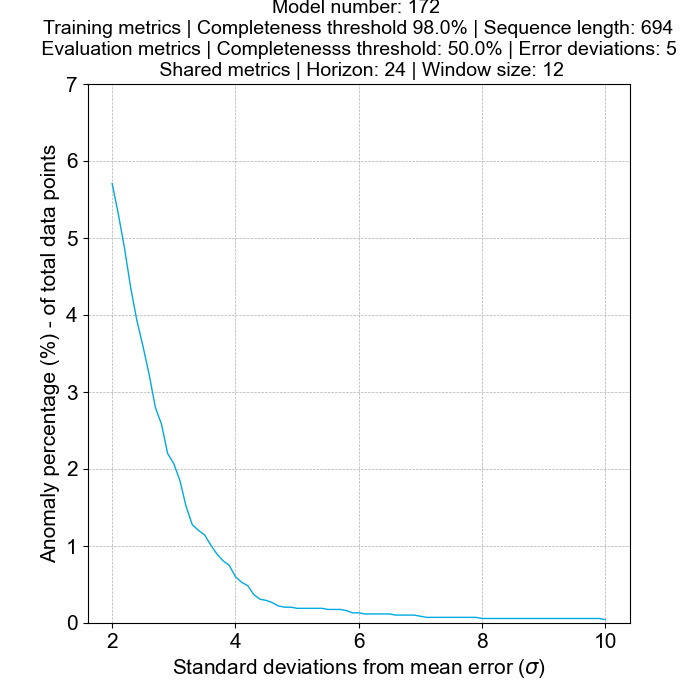 Model number: 172
Training metrics | Completeness threshold 98.0% | Sequence length: 694
Evaluation metrics | Completenesss threshold: 50.0% | Error deviations: 5
Shared metrics | Horizon: 24 | Window size: 12
Anomaly percentage (%) - of total data points
7
6
5
4
3
2
1
0
2 4 6 8 10
Standard deviations from mean error (σ)